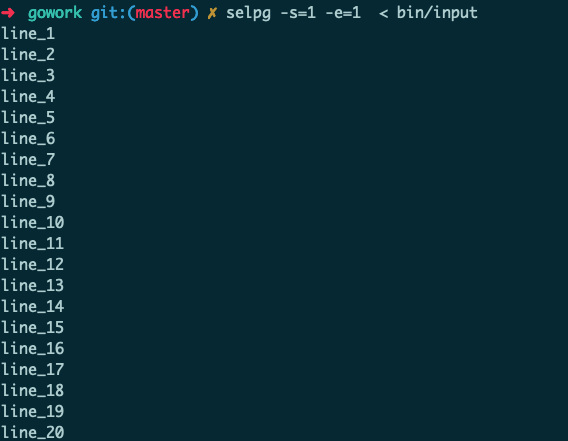 ➜ gowork git:(master) ✗ selpg -s=1 -e=1  < bin/input
line_1
line_2
line_3
line_4
line_5
line_6
line_7
line_8
line_9
line_10
line_11
line_12
line_13
line_14
line_15
line_16
line_17
line_18
line_19
line_20